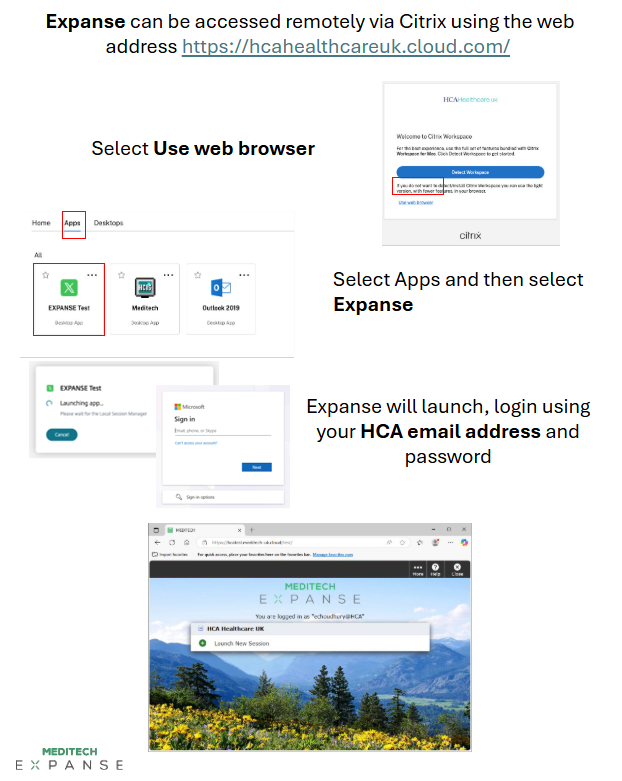 Expanse can be accessed remotely via Citrix using the web
address https://hcahealthcareuk.cloud.com/
HCAHealthcare UK
Select Use web browser
Welcome to Citrix Workspace
For the best experience, use the full set of features bundled with Citrix
Workspace for Mac. Click Detect Workspace to get started.
Detect Workspace
If you do not want to detect/install Citrix Workspace you can use the light
version, with fewer features, in your browser.
Use web browser
citrix
Home Apps Desktops
All
EXPANSE Test Meditech Outlook 2019
Desktop App Desktop App Desktop App
Select Apps and then select
Expanse
EXPANSE Test
Launching app...
Please wait for the Local Session Manager
Cancel
Microsoft
Sign in
Email, phone or Skype
Can't access your account?
Next
Sign-in options
Expanse will launch, login using
your HCA email address and
password
MEDITECH
Import favorites For quick access, place your favorites here on the favorites bar. Manage favorites now
More Help Close
MEDITECH
EXPANSE
You are logged in as "echoudhury@HCA"
HCA Healthcare UK
Launch New Session
MEDITECH
EXPANSE